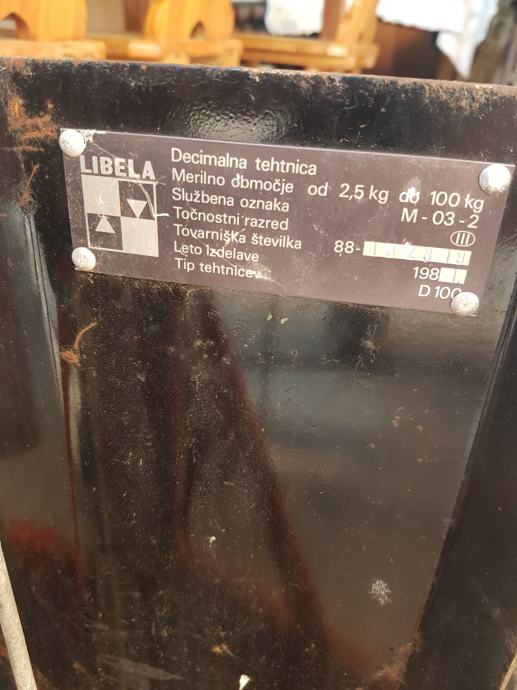 LIBELA
Decimalna tehtnica
Merilno območje od 2,5 kg do 100 kg
Službena oznaka M-03-2
Točnostni razred III
Tovarniška številka 88-
Leto Izdelave 198
Tip tehtnice D 100